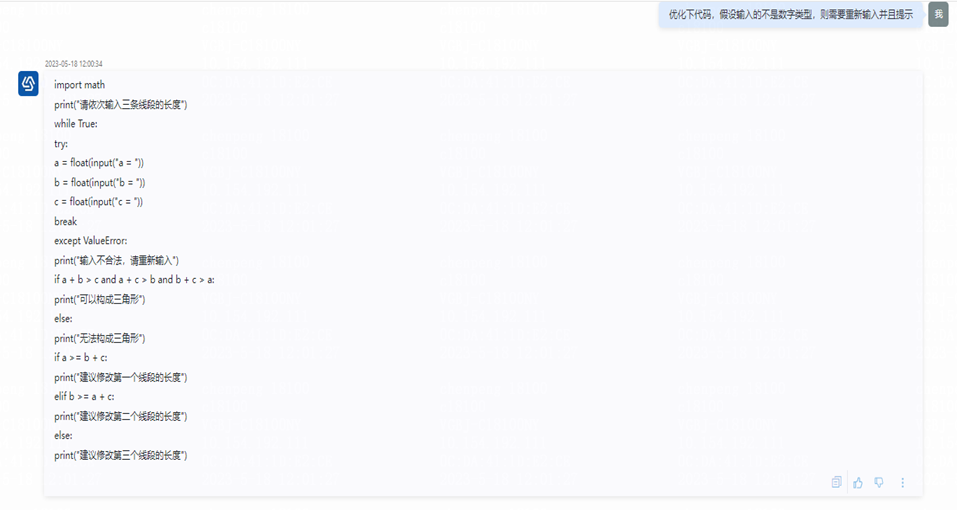 优化下代码，假设输入的不是数字类型，则需要重新输入并且提示
我
2023-05-18 12:00:34
import math
print("请依次输入三条线段的长度")
while True:
try:
a = float(input("a = "))
b = float(input("b = "))
c = float(input("c = "))
break
except ValueError:
print("输入不合法，请重新输入")
if a + b > c and a + c > b and b + c > a:
print("可以构成三角形")
else:
print("无法构成三角形")
if a >= b + c:
print("建议修改第一个线段的长度")
elif b >= a + c:
print("建议修改第二个线段的长度")
else:
print("建议修改第三个线段的长度")